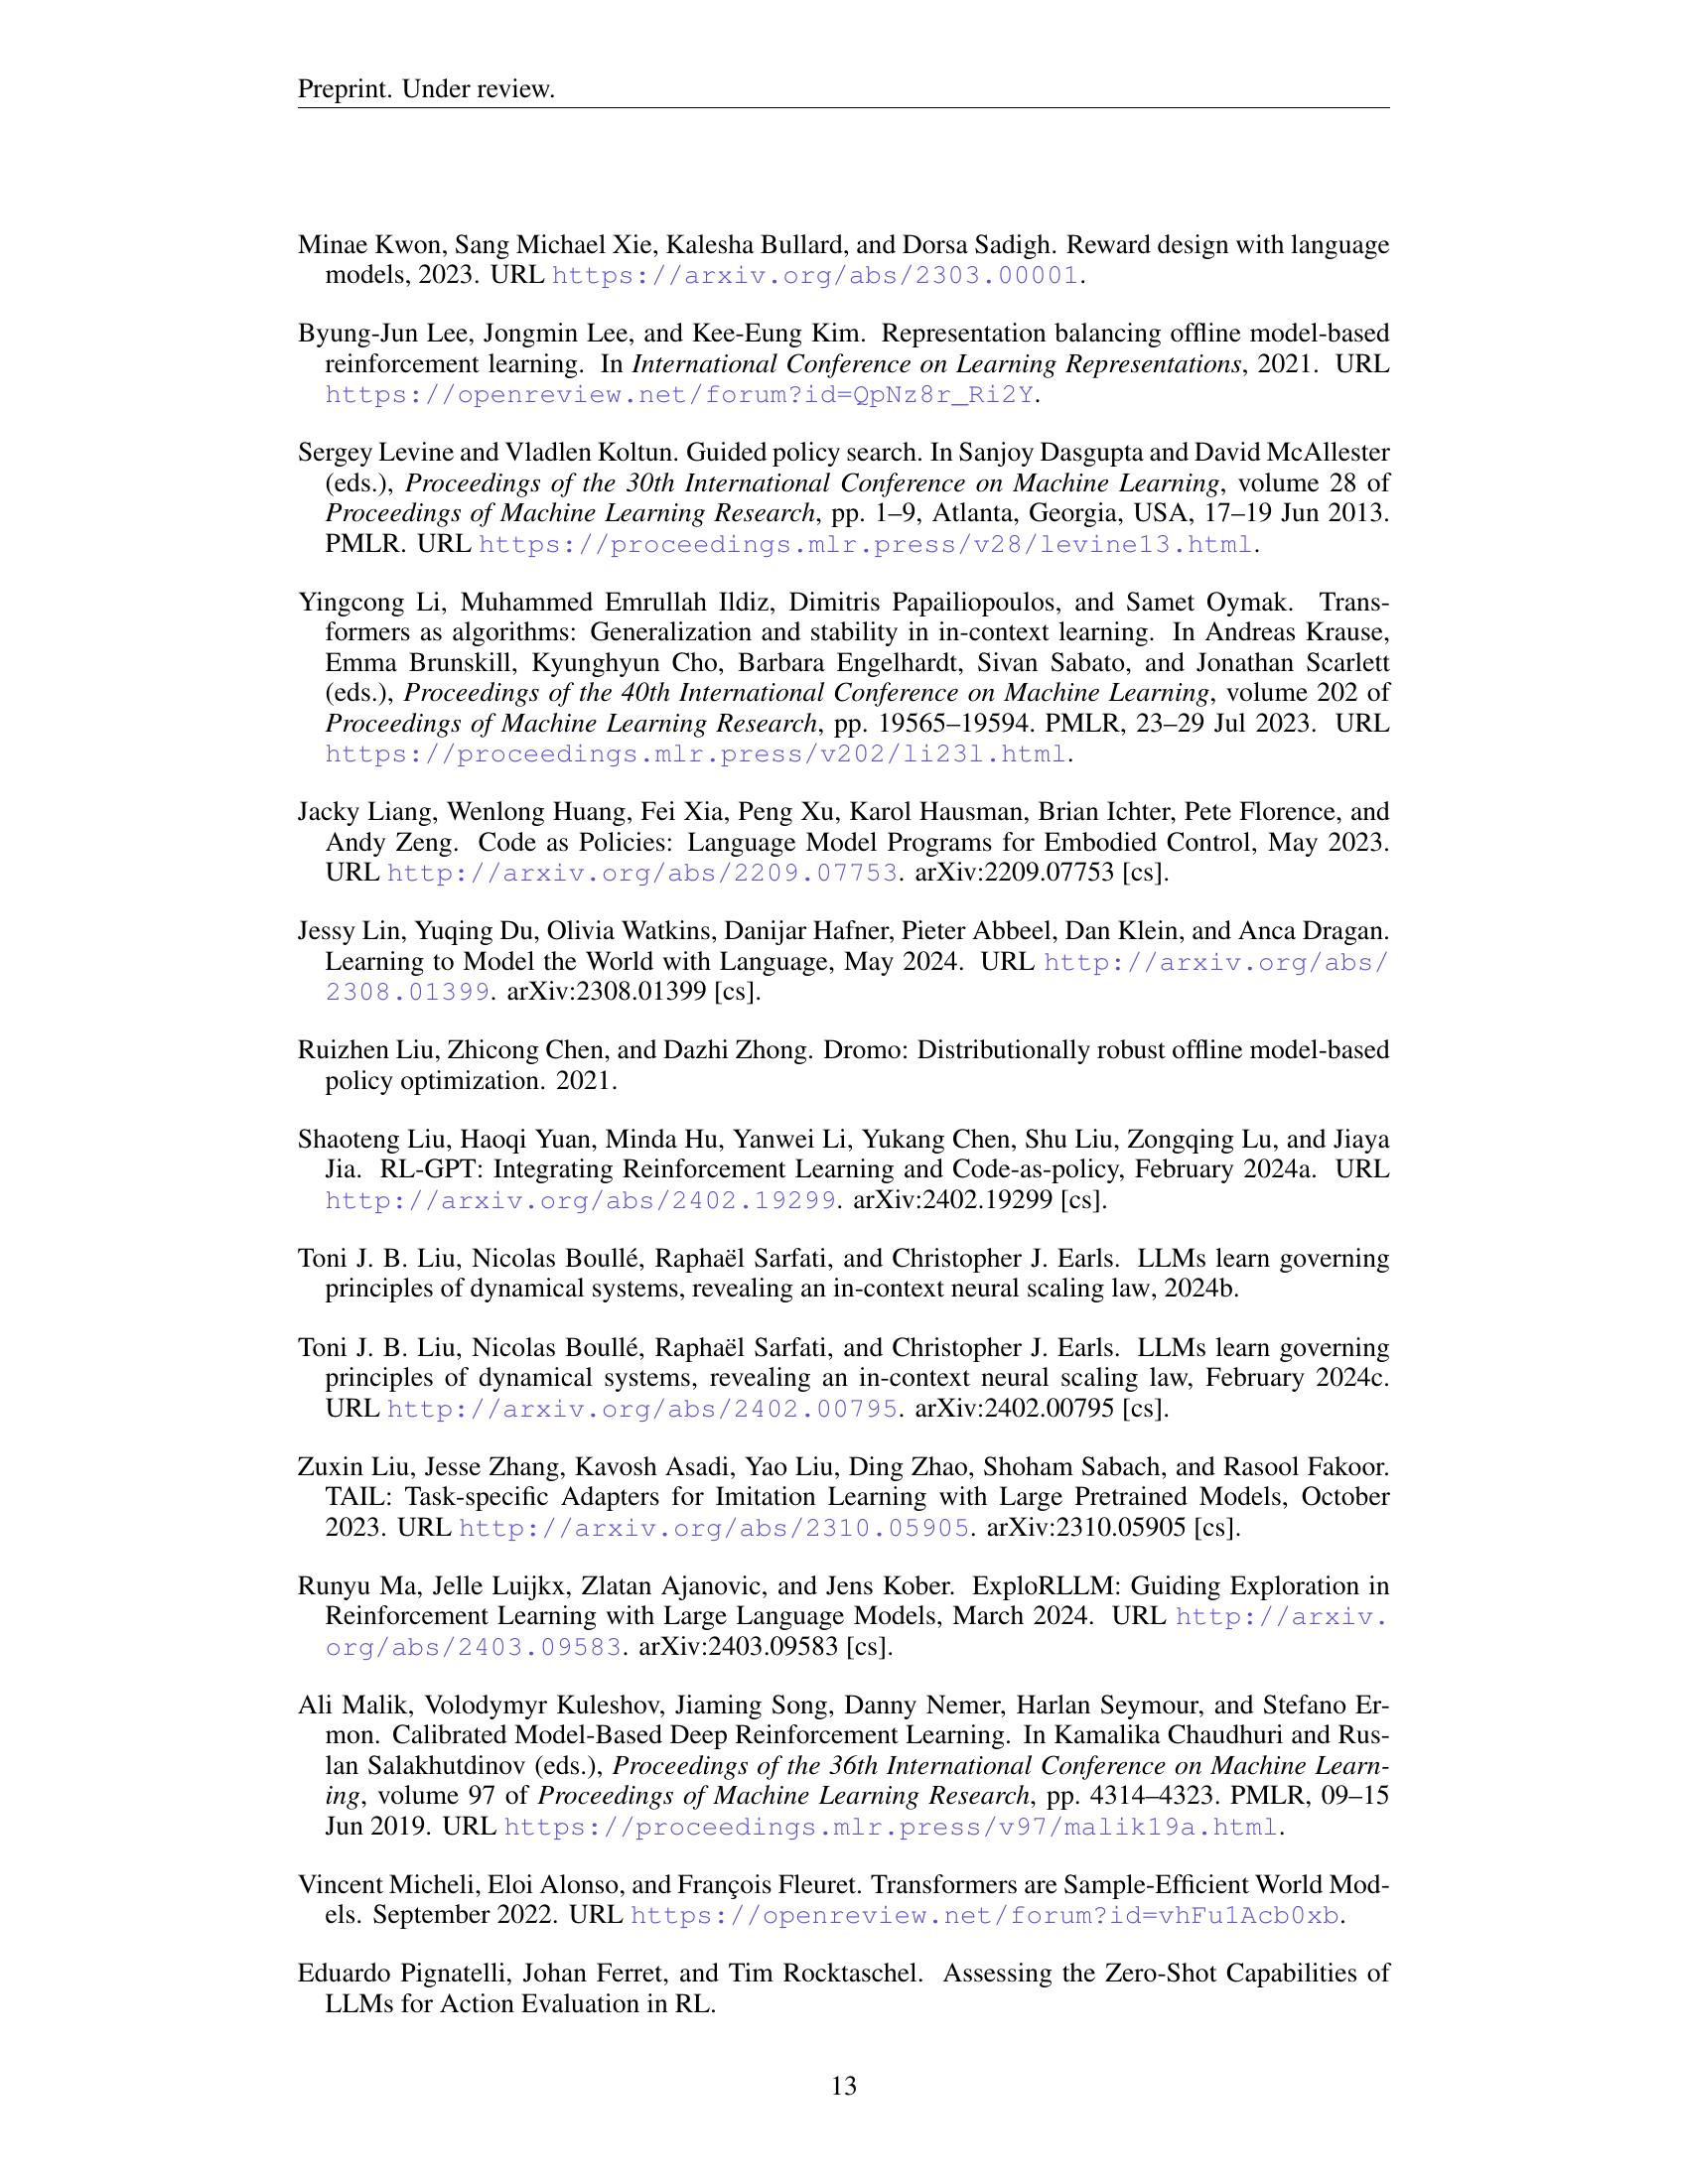 Preprint. Under review.
Minae Kwon, Sang Michael Xie, Kalesha Bullard, and Dorsa Sadigh. Reward design with language
models, 2023. URL https://arxiv.org/abs/2303.00001.
Byung-Jun Lee, Jongmin Lee, and Kee-Eung Kim. Representation balancing offline model-based
reinforcement learning. In International Conference on Learning Representations, 2021. URL
https://openreview.net/forum?id=QpNz8r_Ri2Y.
Sergey Levine and Vladlen Koltun. Guided policy search. In Sanjoy Dasgupta and David McAllester
(eds.), Proceedings of the 30th International Conference on Machine Learning, volume 28 of
Proceedings of Machine Learning Research, pp. 1–9, Atlanta, Georgia, USA, 17–19 Jun 2013.
PMLR. URL https://proceedings.mlr.press/v28/levine13.html.
Yingcong Li, Muhammed Emrullah Ildiz, Dimitris Papailiopoulos, and Samet Oymak. Trans-
formers as algorithms: Generalization and stability in in-context learning. In Andreas Krause,
Emma Brunskill, Kyunghyun Cho, Barbara Engelhardt, Sivan Sabato, and Jonathan Scarlett
(eds.), Proceedings of the 40th International Conference on Machine Learning, volume 202 of
Proceedings of Machine Learning Research, pp. 19565–19594. PMLR, 23–29 Jul 2023. URL
https://proceedings.mlr.press/v202/li23l.html.
Jacky Liang, Wenlong Huang, Fei Xia, Peng Xu, Karol Hausman, Brian Ichter, Pete Florence, and
Andy Zeng. Code as Policies: Language Model Programs for Embodied Control, May 2023.
URL http://arxiv.org/abs/2209.07753. arXiv:2209.07753 [cs].
Jessy Lin, Yuqing Du, Olivia Watkins, Danijar Hafner, Pieter Abbeel, Dan Klein, and Anca Dragan.
Learning to Model the World with Language, May 2024. URL http://arxiv.org/abs/
2308.01399. arXiv:2308.01399 [cs].
Ruizhen Liu, Zhicong Chen, and Dazhi Zhong. Dromo: Distributionally robust offline model-based
policy optimization. 2021.
Shaoteng Liu, Haoqi Yuan, Minda Hu, Yanwei Li, Yukang Chen, Shu Liu, Zongqing Lu, and Jiaya
Jia. RL-GPT: Integrating Reinforcement Learning and Code-as-policy, February 2024a. URL
http://arxiv.org/abs/2402.19299. arXiv:2402.19299 [cs].
Toni J. B. Liu, Nicolas Boullé, Raphaël Sarfati, and Christopher J. Earls. LLMs learn governing
principles of dynamical systems, revealing an in-context neural scaling law, 2024b.
Toni J. B. Liu, Nicolas Boullé, Raphaël Sarfati, and Christopher J. Earls. LLMs learn governing
principles of dynamical systems, revealing an in-context neural scaling law, February 2024c.
URL http://arxiv.org/abs/2402.00795. arXiv:2402.00795 [cs].
Zuxin Liu, Jesse Zhang, Kavosh Asadi, Yao Liu, Ding Zhao, Shoham Sabach, and Rasool Fakoor.
TAIL: Task-specific Adapters for Imitation Learning with Large Pretrained Models, October
2023. URL http://arxiv.org/abs/2310.05905. arXiv:2310.05905 [cs].
Runyu Ma, Jelle Luijkx, Zlatan Ajanovic, and Jens Kober. ExploRLLM: Guiding Exploration in
Reinforcement Learning with Large Language Models, March 2024. URL http://arxiv.
org/abs/2403.09583. arXiv:2403.09583 [cs].
Ali Malik, Volodymyr Kuleshov, Jiaming Song, Danny Nemer, Harlan Seymour, and Stefano Er-
mon. Calibrated Model-Based Deep Reinforcement Learning. In Kamalika Chaudhuri and Rus-
lan Salakhutdinov (eds.), Proceedings of the 36th International Conference on Machine Learn-
ing, volume 97 of Proceedings of Machine Learning Research, pp. 4314–4323. PMLR, 09–15
Jun 2019. URL https://proceedings.mlr.press/v97/malik19a.html.
Vincent Micheli, Eloi Alonso, and François Fleuret. Transformers are Sample-Efficient World Mod-
els. September 2022. URL https://openreview.net/forum?id=vhFu1Acb0xb.
Eduardo Pignatelli, Johan Ferret, and Tim Rocktaschel. Assessing the Zero-Shot Capabilities of
LLMs for Action Evaluation in RL.
13